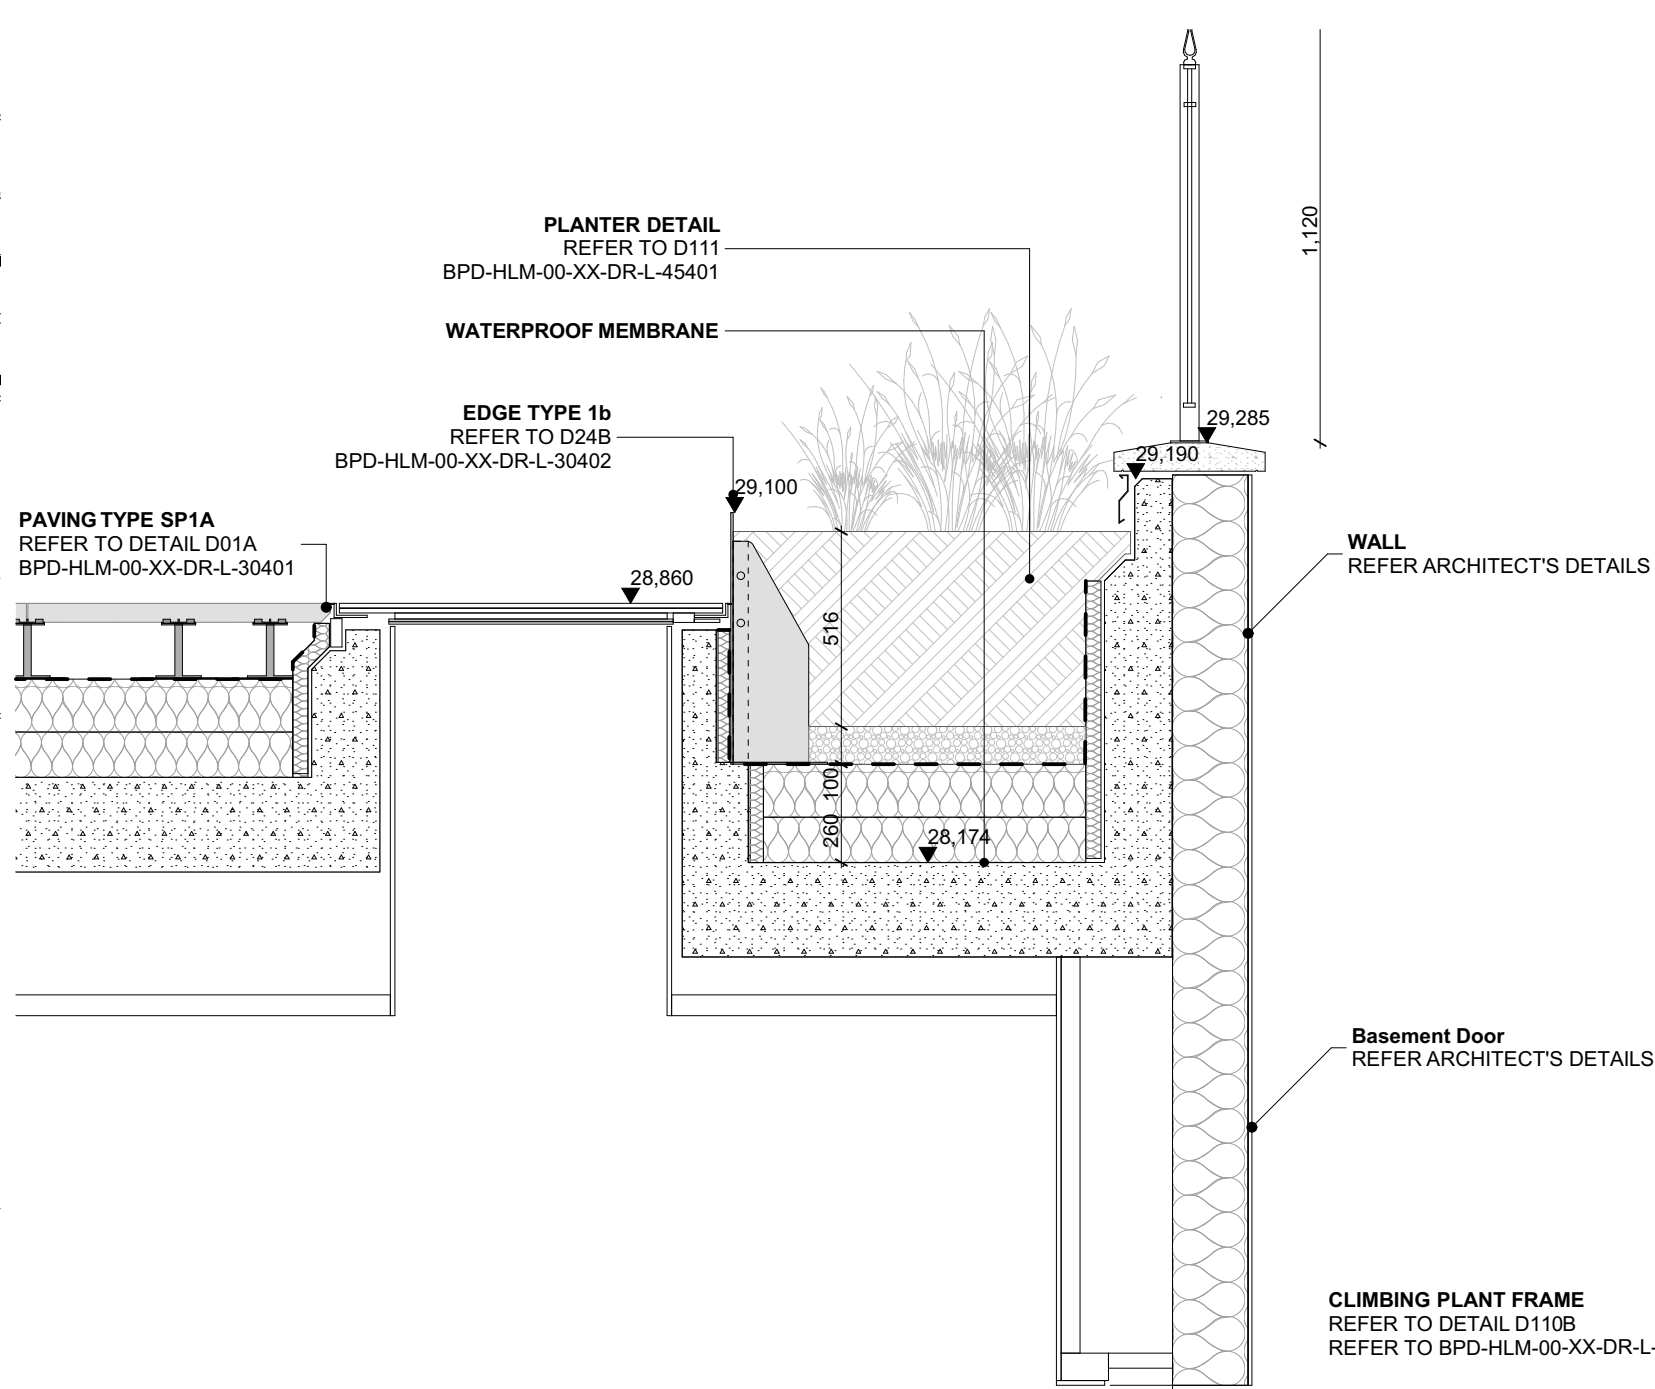 1,120
PLANTER DETAIL
REFER TO D111
BPD-HLM-00-XX-DR-L-45401
WATERPROOF MEMBRANE
EDGE TYPE 1b
REFER TO D24B
BPD-HLM-00-XX-DR-L-30402
29,285
29,190
29,100
PAVING TYPE SP1A
REFER TO DETAIL D01A
BPD-HLM-00-XX-DR-L-30401
WALL
REFER ARCHITECT'S DETAILS
28,860
516
100
260
28,174
Basement Door
REFER ARCHITECT'S DETAILS
CLIMBING PLANT FRAME
REFER TO DETAIL D110B
REFER TO BPD-HLM-00-XX-DR-L-